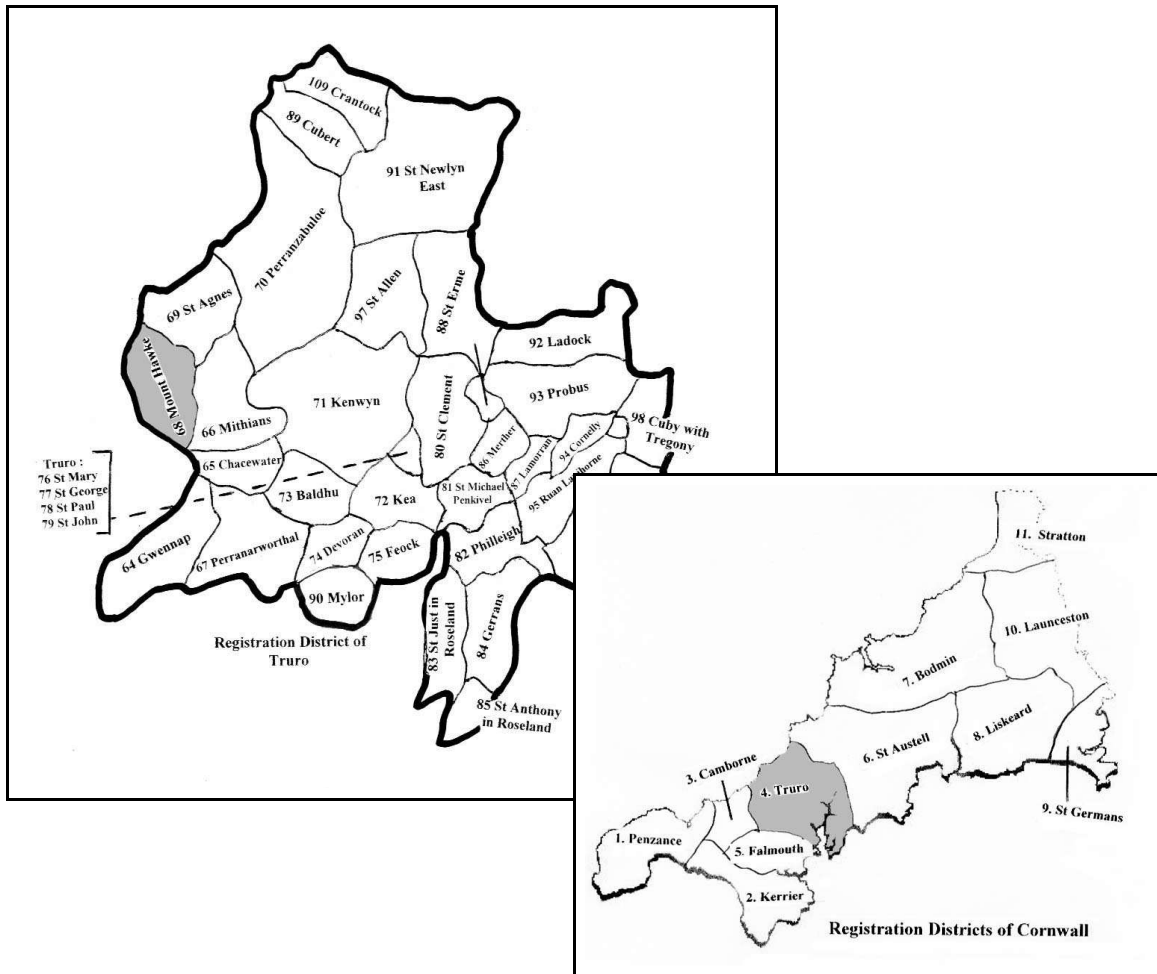 109 Crantock
89 Cubert
91 St Newlyn
East
70 Perranzabuloe
97 St Allen
88 St Erme
69 St Agnes
92 Ladock
68 Mount Hawke
93 Probus
71 Kenwyn
80 St Clement
66 Mithians
98 Cuby with
Tregony
86 Merther
94 Cornelly
87 Lamorran
65 Chacewater
Truro :
76 St Mary
77 St George
78 St Paul
79 St John
73 Baldhu
72 Kea
81 St Michael
Penkivel
95 Ruan
64 Gwennap
67 Perranarworthal
74 Devoran
75 Feock
82 Philleigh
90 Mylor
83 St Just in
Roseland
84 Gerrans
Registration District of
Truro
85 St Anthony
in Roseland
11. Stratton
10. Launceston
7. Bodmin
8. Liskeard
6. St Austell
3. Camborne
4. Truro
9. St Germans
1. Penzance
5. Falmouth
2. Kerrier
Registration Districts of Cornwall